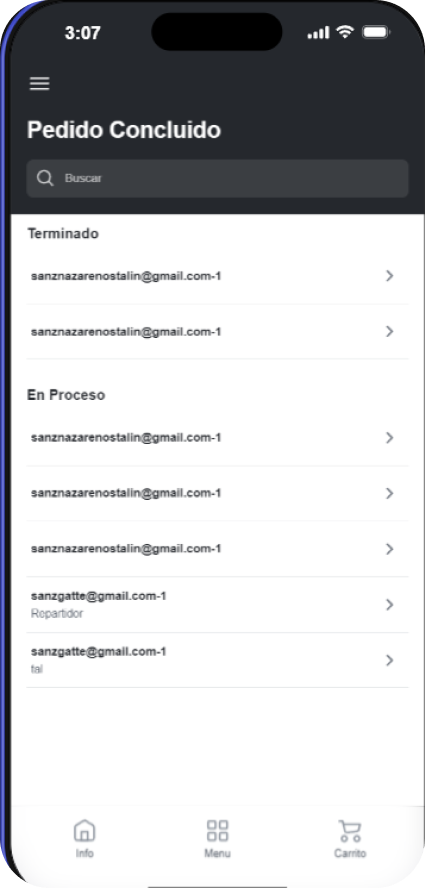 3:07
Pedido Concluido
Buscar
Terminado
sanznazarenostalin@gmail.com-1
sanznazarenostalin@gmail.com-1
En Proceso
sanznazarenostalin@gmail.com-1
sanznazarenostalin@gmail.com-1
sanznazarenostalin@gmail.com-1
sanzgatte@gmail.com-1
Repartidor
sanzgatte@gmail.com-1
tal
Info
Menu
Carrito